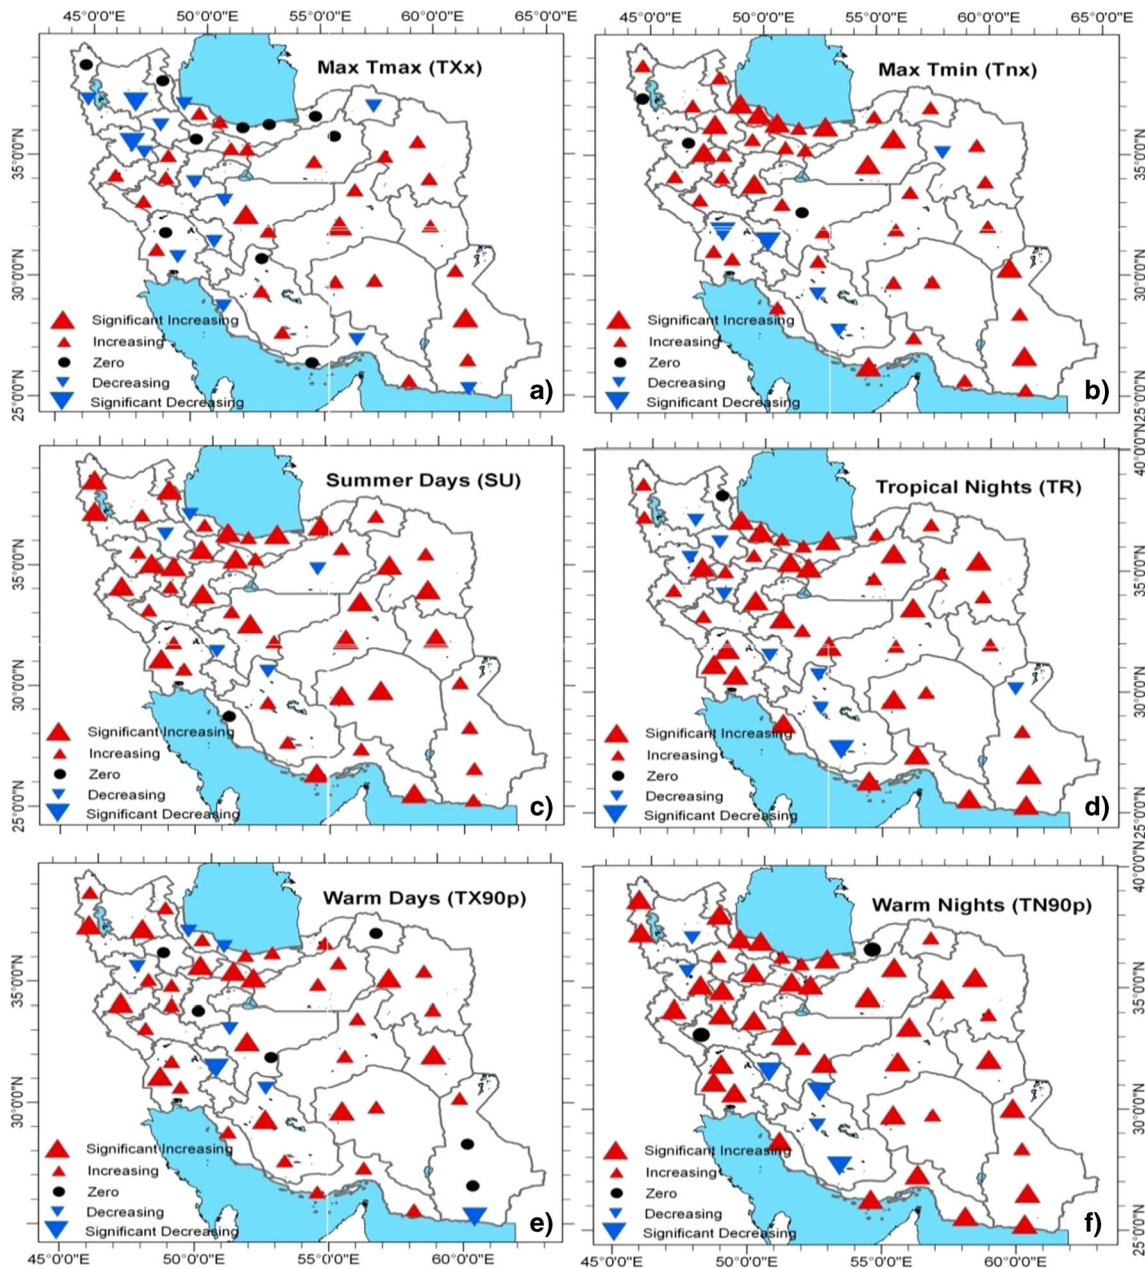 45°0'0"E 50°0'0"E 55°0'0"E 60°0'0"E 45°0'0"E 50°0'0"E 55°0'0"E 60°0'0"E 65°0'0"E
Max Tmax (TXx)
35°0'0"N
30°0'0"N
25°0'0"N
Significant Increasing
Increasing
Zero
Decreasing
Significant Decreasing
a)
Max Tmin (Tnx)
35°0'0"N
30°0'0"N
25°0'0"N
Significant Increasing
Increasing
Zero
Decreasing
Significant Decreasing
b)
Summer Days (SU)
35°0'0"N
30°0'0"N
25°0'0"N
Significant Increasing
Increasing
Zero
Decreasing
Significant Decreasing
c)
Tropical Nights (TR)
40°0'0"N
35°0'0"N
30°0'0"N
25°0'0"N
Significant Increasing
Increasing
Zero
Decreasing
Significant Decreasing
d)
Warm Days (TX90p)
35°0'0"N
30°0'0"N
Significant Increasing
Increasing
Zero
Decreasing
Significant Decreasing
e)
Warm Nights (TN90p)
40°0'0"N
35°0'0"N
30°0'0"N
25°0'0"N
Significant Increasing
Increasing
Zero
Decreasing
Significant Decreasing
f)
45°0'0"E 50°0'0"E 55°0'0"E 60°0'0"E 45°0'0"E 50°0'0"E 55°0'0"E 60°0'0"E